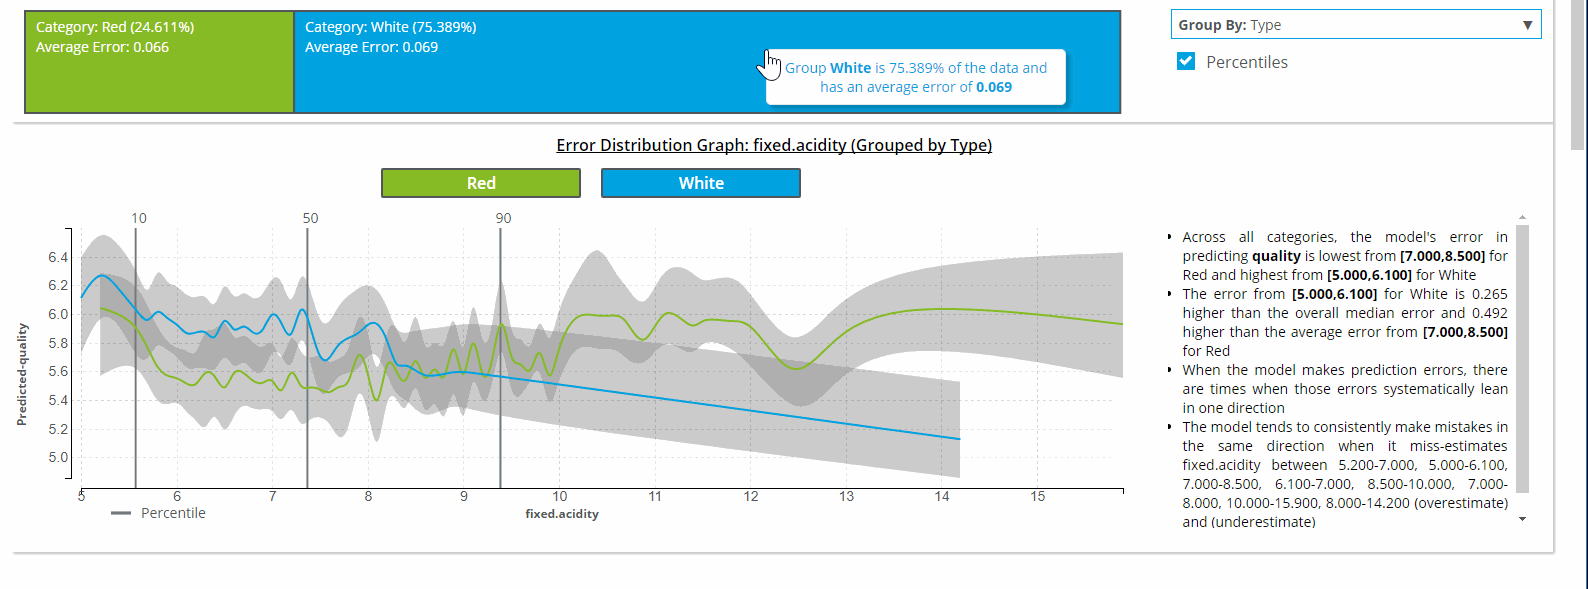 Category: Red (24.611%)
Average Error: 0.066
Category: White (75.389%)
Average Error: 0.069
Group White is 75.389% of the data and
has an average error of 0.069
Group By: Type
Percentiles
Error Distribution Graph: fixed.acidity (Grouped by Type)
Red
White
10
50
90
6.4
6.2
6.0
5.8
5.6
5.4
5.2
5.0
Predicted-quality
5
6
7
8
9
10
11
12
13
14
15
Percentile
fixed.acidity
Across all categories, the model's error in
predicting quality is lowest from [7.000,8.500] for
Red and highest from [5.000,6.100] for White
The error from [5.000,6.100] for White is 0.265
higher than the overall median error and 0.492
higher than the average error from [7.000,8.500]
for Red
When the model makes prediction errors, there
are times when those errors systematically lean
in one direction
The model tends to consistently make mistakes in
the same direction when it miss-estimates
fixed.acidity between 5.200-7.000, 5.000-6.100,
7.000-8.500, 6.100-7.000, 8.500-10.000, 7.000-
8.000, 10.000-15.900, 8.000-14.200 (overestimate)
and (underestimate)